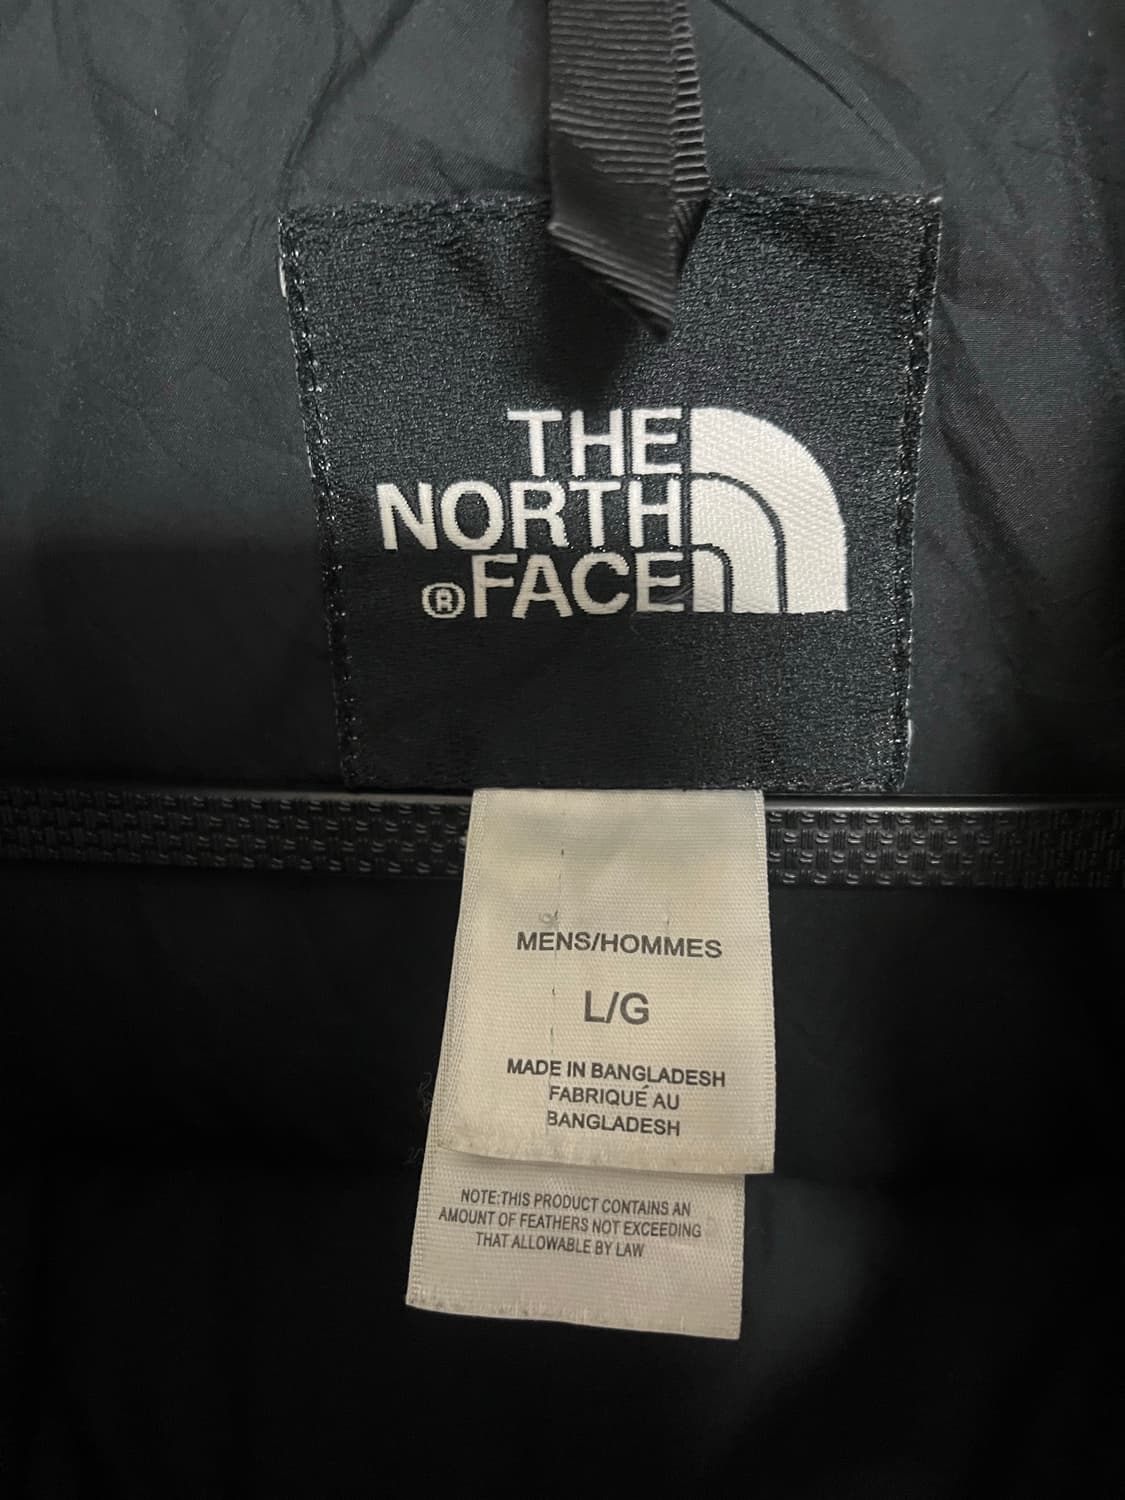 THE
NORTH
®FACE
MENS/HOMMES
L/G
MADE IN BANGLADESH
FABRIQUÉ AU
BANGLADESH
NOTE:THIS PRODUCT CONTAINS AN
AMOUNT OF FEATHERS NOT EXCEEDING
THAT ALLOWABLE BY LAW